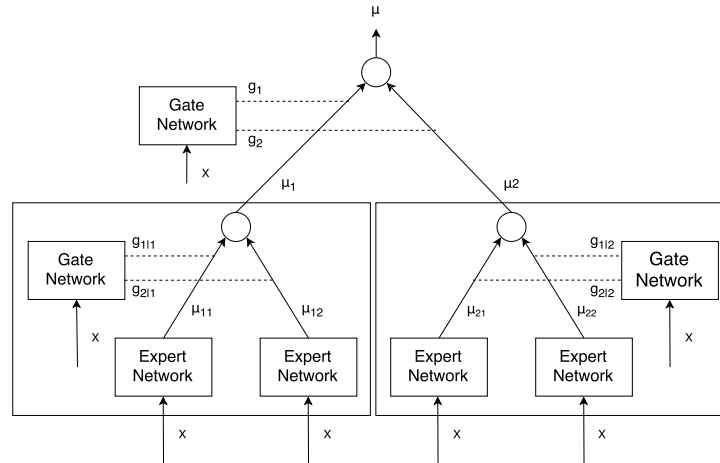 μ
g₁
Gate
Network
g₂
x
μ₁
μ2
g₁|₁
Gate
Network
g₂|₁
μ₁₁
μ₁₂
x
Expert
Network
Expert
Network
x
x
g₁|₂
Gate
Network
g₂|₂
μ₂₁
μ₂₂
x
Expert
Network
Expert
Network
x
x